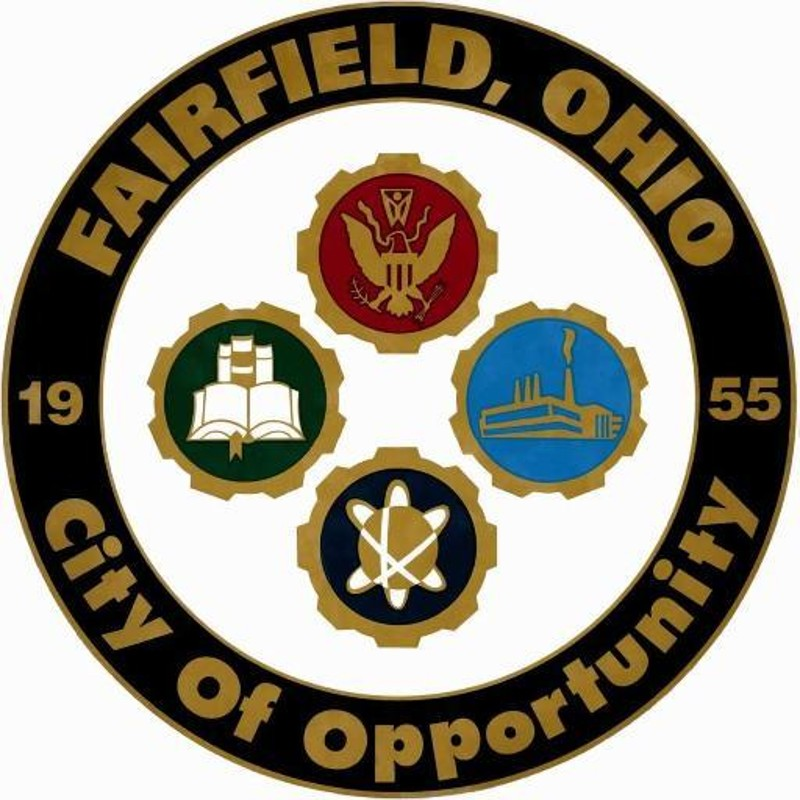 FAIRFIELD, OHIO
19 55
City Of Opportunity